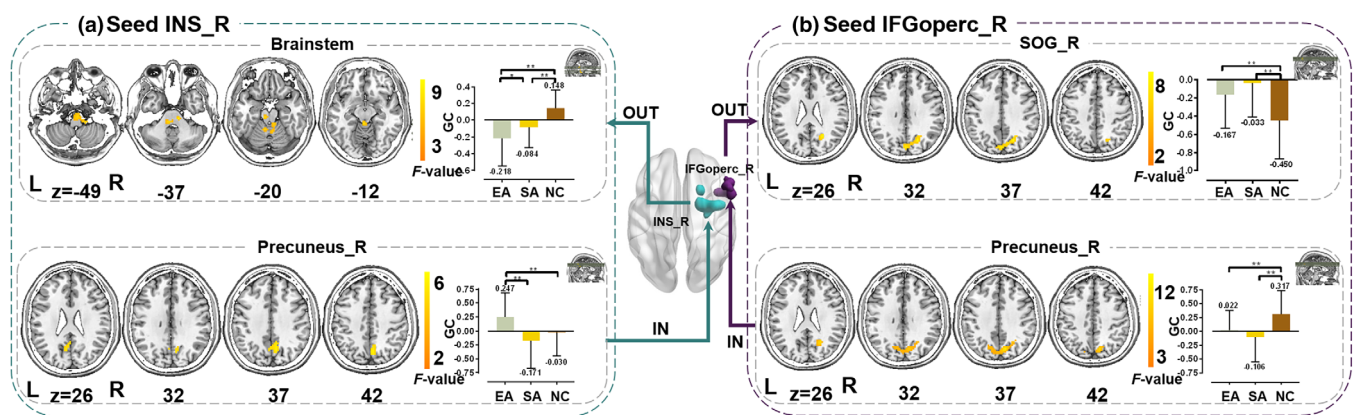 (a) Seed INS_R
Brainstem
9
3
F-value
0.4
0.2
0.0
-0.2
-0.4
-0.6
GC
**
*
**
0.148
-0.084
-0.218
EA SA NC
L z=-49 R -37 -20 -12
Precuneus_R
6
2
F-value
0.75
0.50
0.25
0.00
-0.25
-0.50
-0.75
GC
**
**
0.247
-0.171
-0.030
EA SA NC
L z=26 R 32 37 42
OUT
OUT
IFGoperc_R
INS_R
IN
IN
(b) Seed IFGoperc_R
SOG_R
8
2
F-value
0.0
-0.2
-0.4
-0.6
-0.8
-1.0
GC
**
**
-0.167
-0.033
-0.450
EA SA NC
L z=26 R 32 37 42
Precuneus_R
12
3
F-value
0.75
0.50
0.25
0.00
-0.25
-0.50
-0.75
GC
**
**
0.022
0.317
-0.106
EA SA NC
L z=26 R 32 37 42